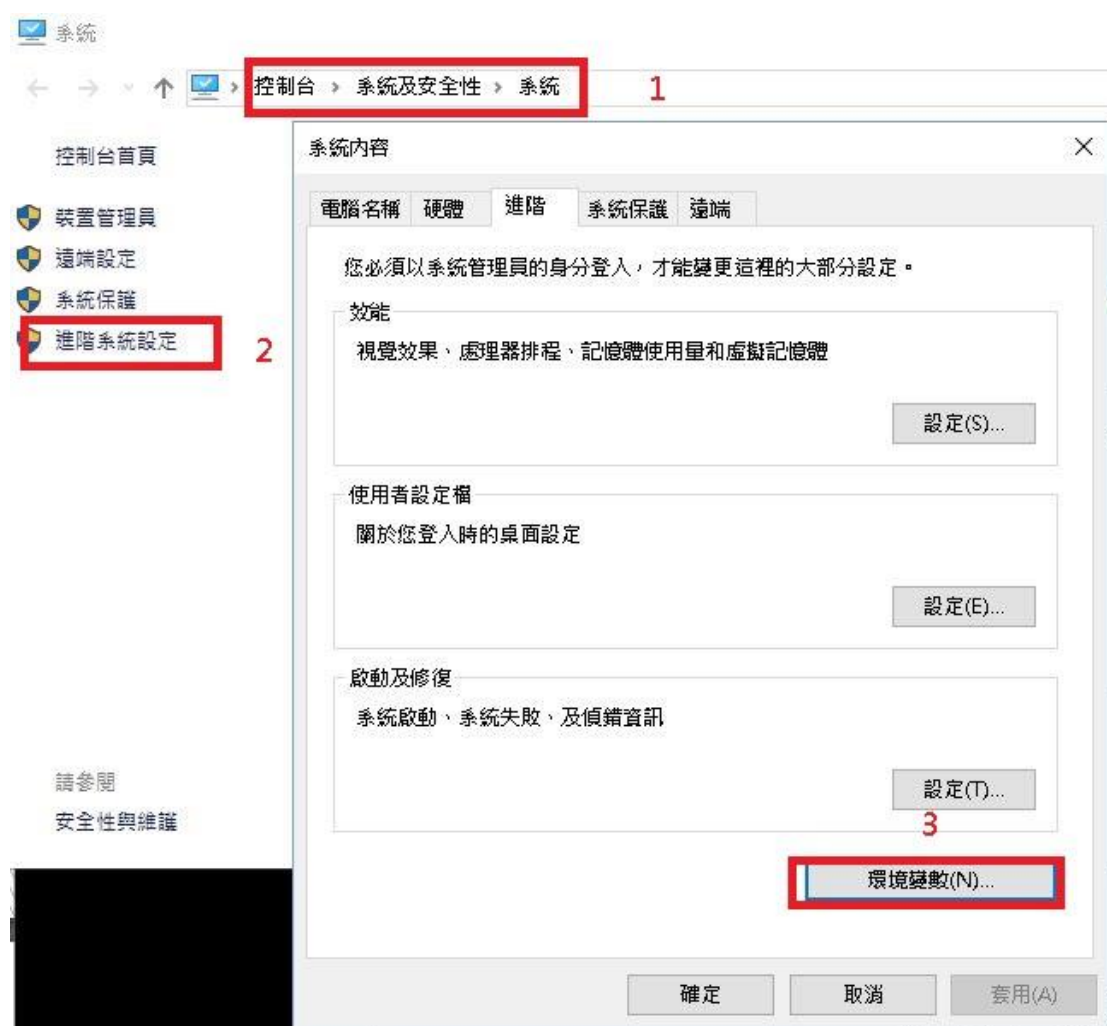 系統
控制台 > 系統及安全性 > 系統
1
控制台首頁
裝置管理員
遠端設定
系統保護
進階系統設定
2
請參閱
安全性與維護
系統內容
電腦名稱 硬體 進階 系統保護 遠端
您必須以系統管理員的身分登入，才能變更這裡的大部分設定。
效能
視覺效果、處理器排程、記憶體使用量和虛擬記憶體
設定(S)...
使用者設定檔
關於您登入時的桌面設定
設定(E)...
啟動及修復
系統啟動、系統失敗、及偵錯資訊
設定(T)...
3
環境變數(N)...
確定 取消 套用(A)